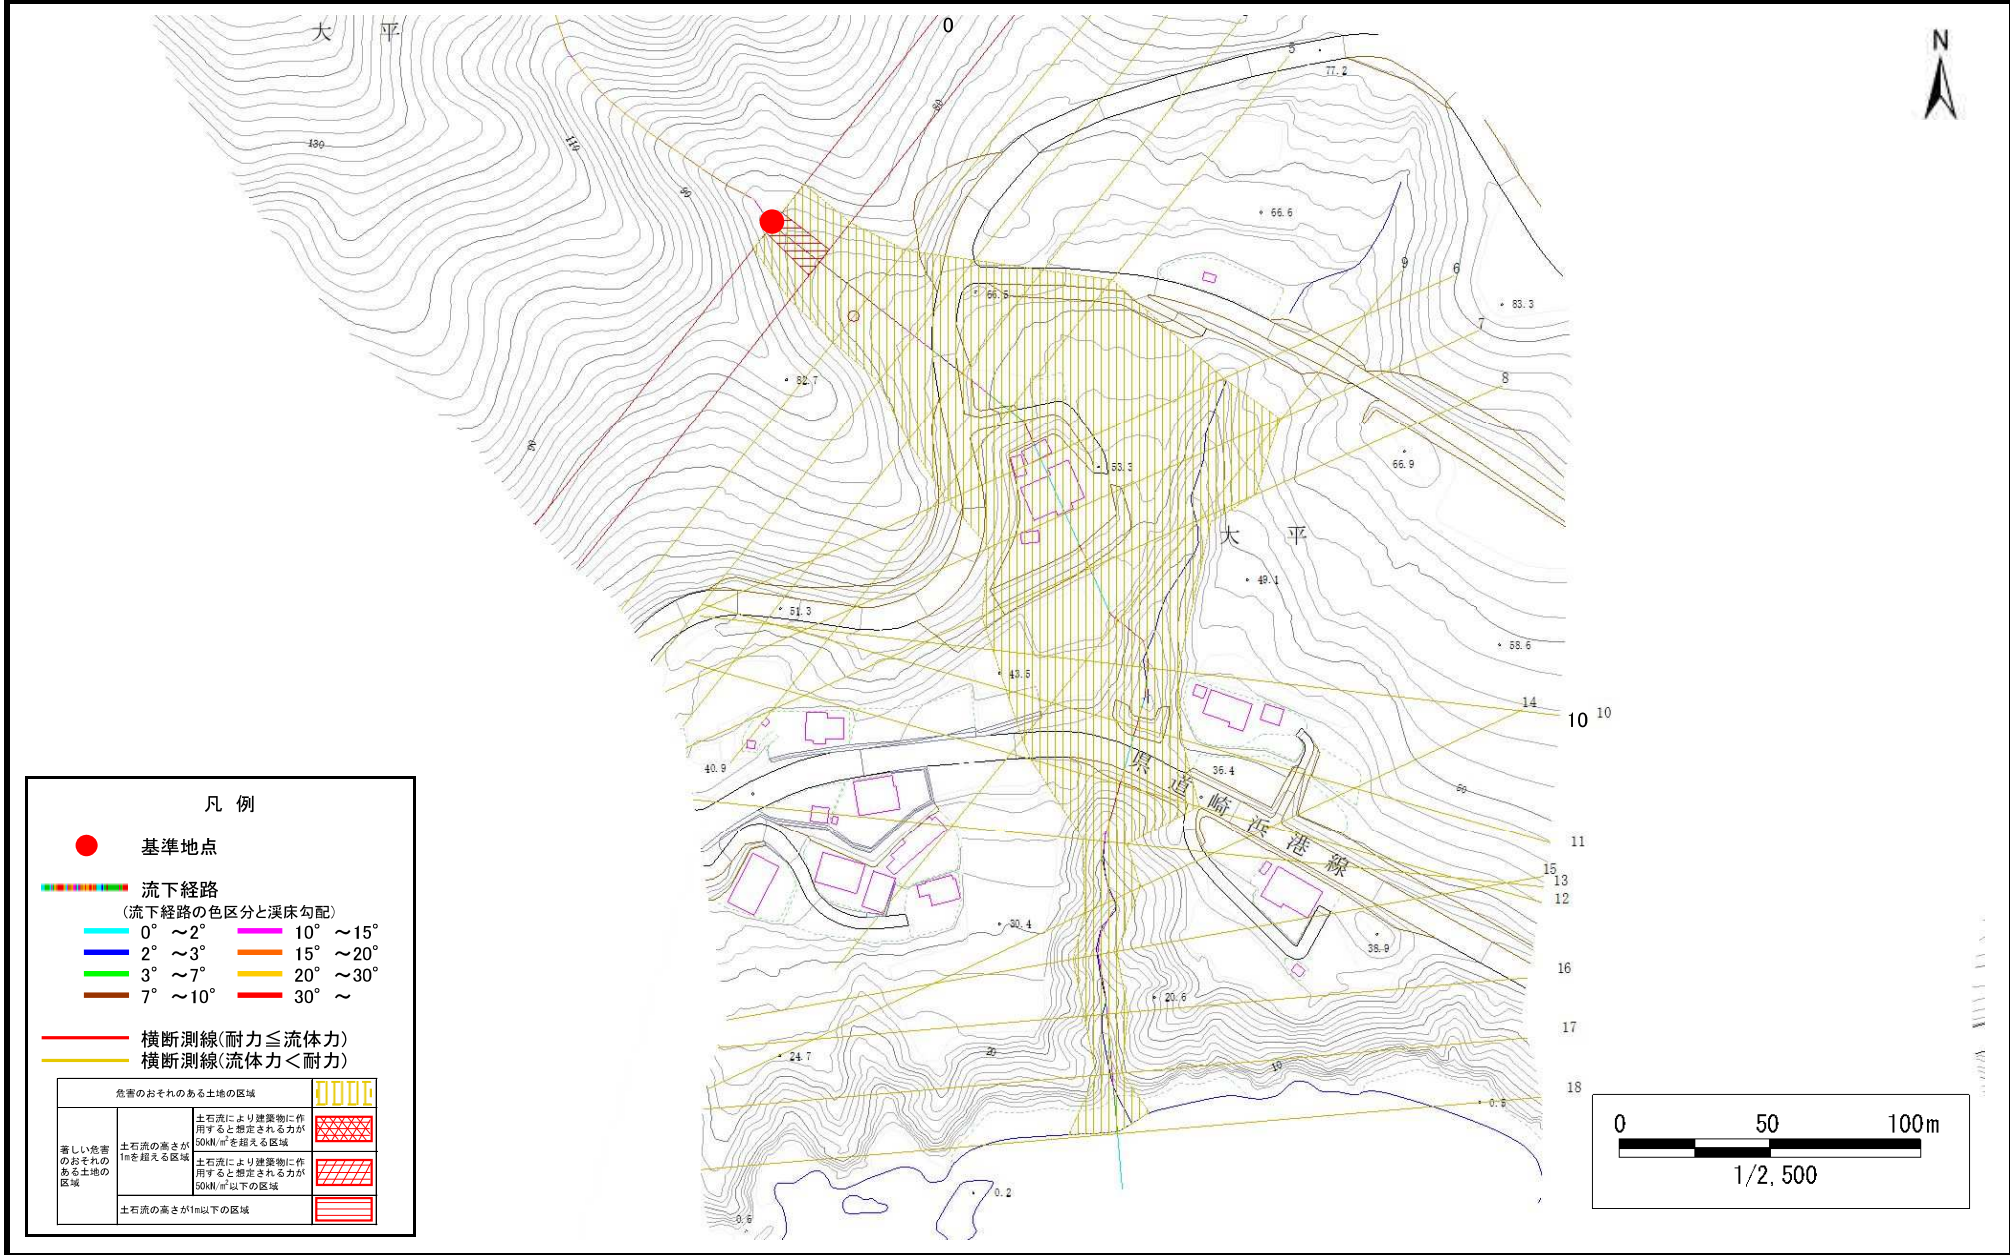 大 平
0
N
5
77.2
80
130
110
90
66.6
9
6
66.5
83.3
7
82.7
8
60
53.3
66.9
大 平
49.1
51.3
58.6
43.5
14
10
10
県道崎浜港線
36.4
40.9
50
11
15
13
12
30.4
38.9
16
20.6
17
24.7
20
10
18
0.5
0.2
0.6
凡 例
基準地点
流下経路
(流下経路の色区分と渓床勾配)
0° ～2°
10° ～15°
2° ～3°
15° ～20°
3° ～7°
20° ～30°
7° ～10°
30° ～
横断測線(耐力≦流体力)
横断測線(流体力＜耐力)
危害のおそれのある土地の区域
著しい危害
のおそれの
ある土地の
区域
土石流の高さが
1mを超える区域
土石流により建築物に作
用すると想定される力が
50kN/㎡を超える区域
土石流により建築物に作
用すると想定される力が
50kN/㎡以下の区域
土石流の高さが1m以下の区域
0 50 100m
1/2,500